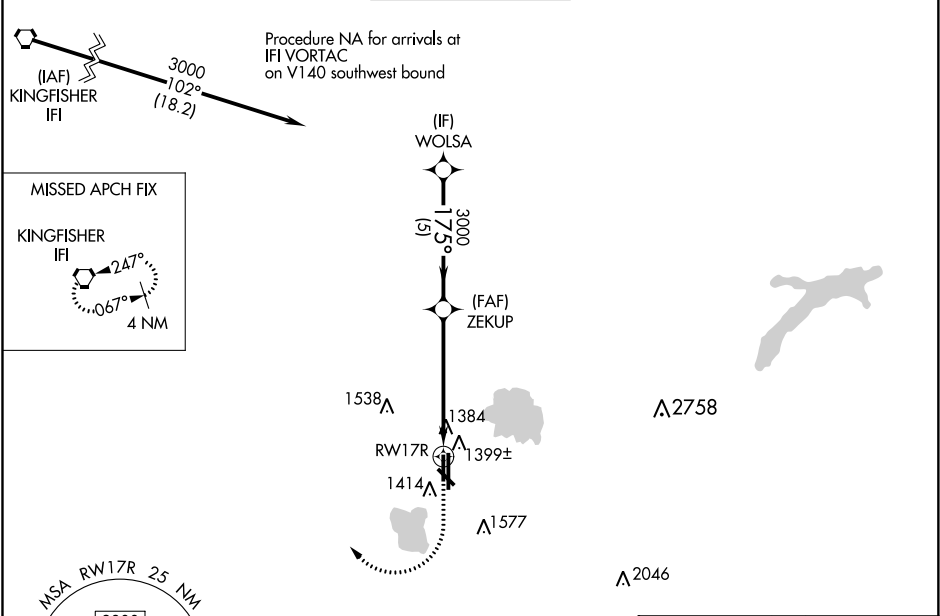 Procedure NA for arrivals at
IFI VORTAC
on V140 southwest bound
(IAF)
KINGFISHER
IFI
3000
102°
(18.2)
(IF)
WOLSA
3000
175°
(5)
MISSED APCH FIX
KINGFISHER
IFI
247°
067°
4 NM
(FAF)
ZEKUP
1538
1384
2758
RW17R
1399±
1414
1577
2046
MSA RW17R 25 NM